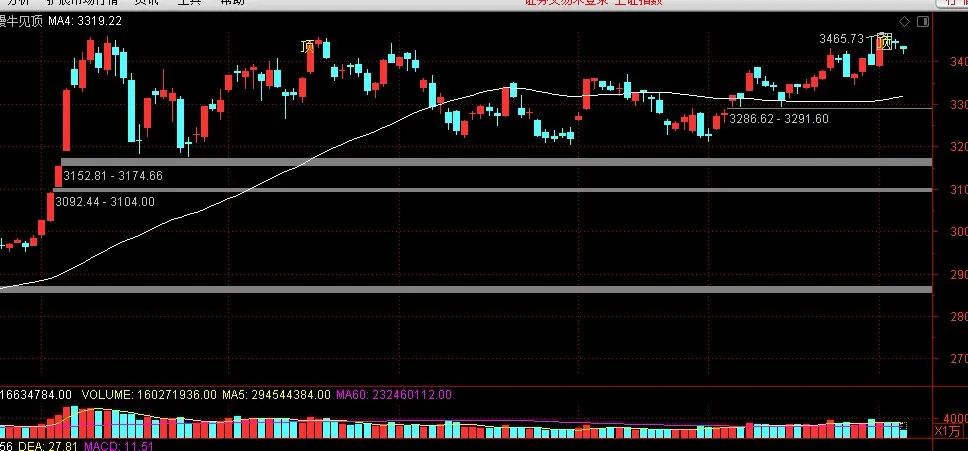 分析 扩展市场行情 资讯 工具 帮助 证券交易未登录 上证指数
慢牛见顶 MA4: 3319.22
3465.73
顶
顶
340
330
3286.62 - 3291.60
320
3152.81 - 3174.66
310
3092.44 - 3104.00
300
290
280
270
16634784.00 VOLUME: 160271936.00 MA5: 294544384.00 MA60: 232460112.00
4000
X1万
56 DEA: 27.81 MACD: 11.51